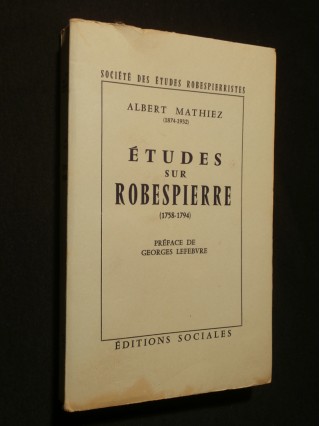 SOCIÉTÉ DES ÉTUDES ROBESPIERRISTES
ALBERT MATHIEZ
(1874-1932)
ÉTUDES
SUR
ROBESPIERRE
(1758-1794)
PRÉFACE DE
GEORGES LEFEBVRE
ÉDITIONS SOCIALES